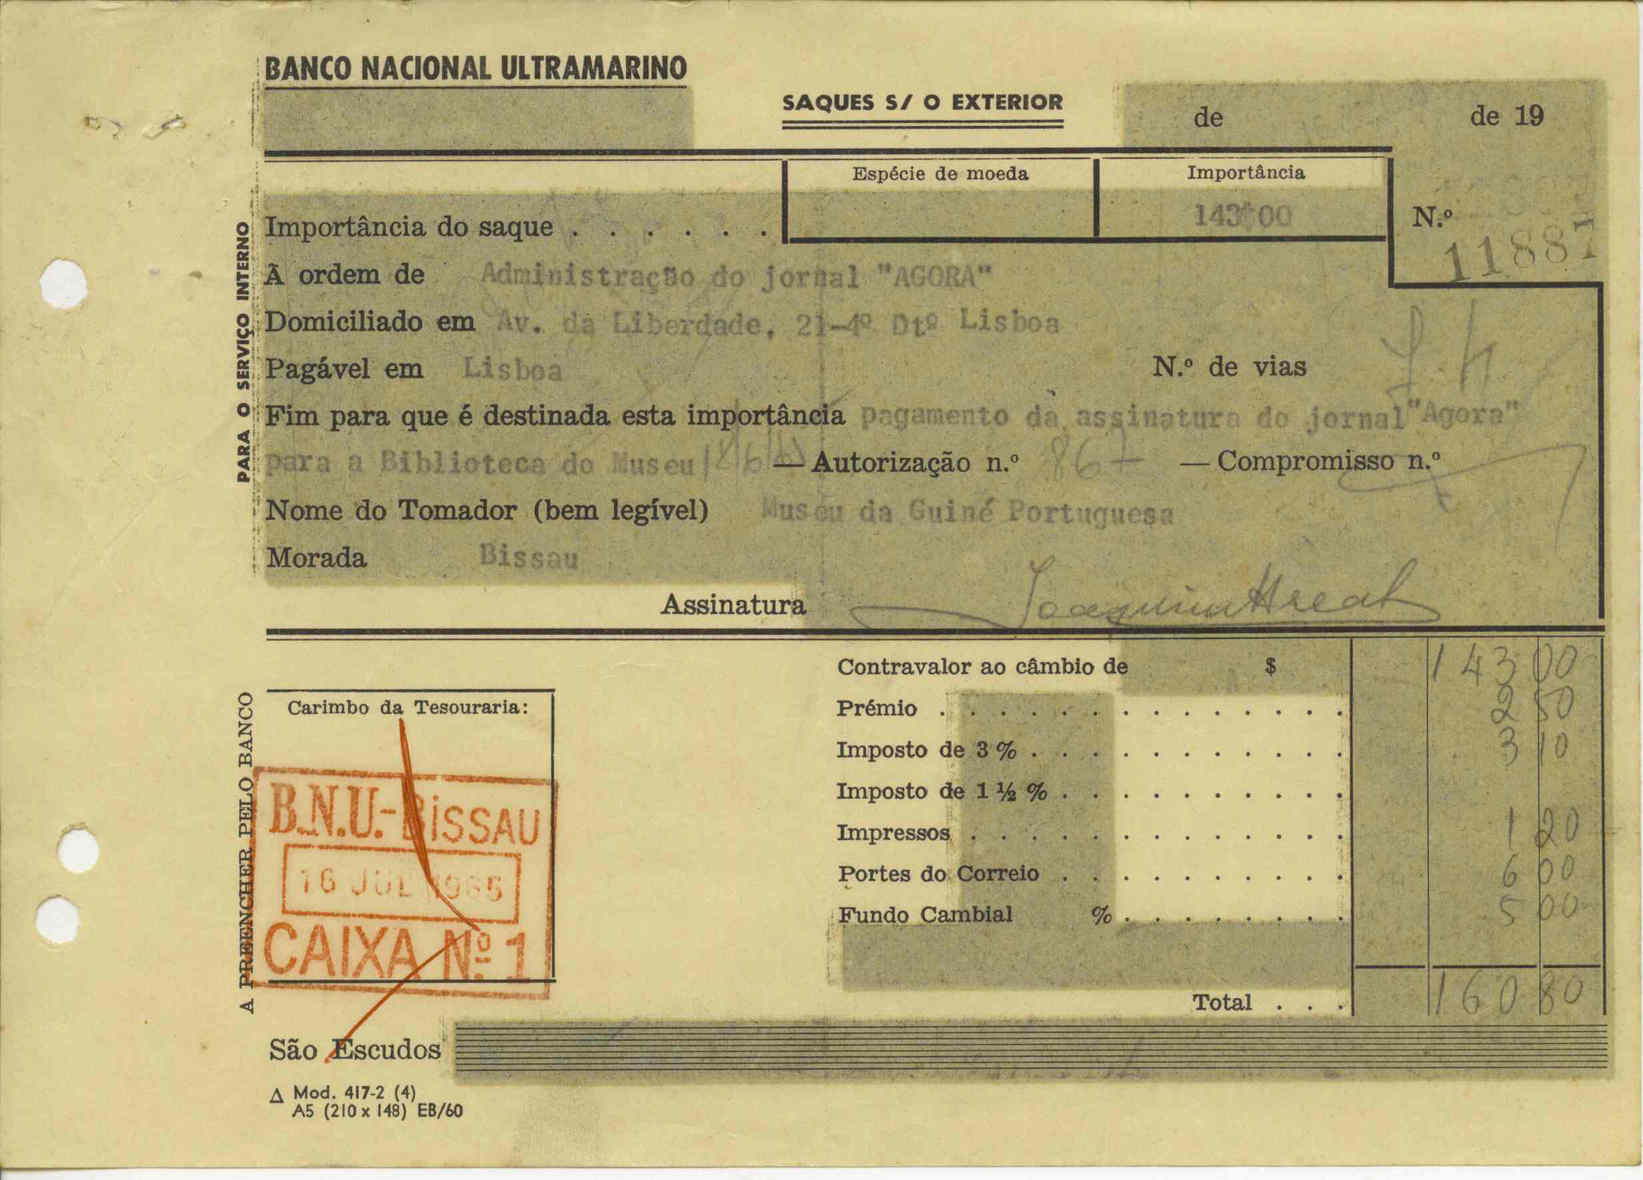 BANCO NACIONAL ULTRAMARINO
SAQUES S/ O EXTERIOR
de de 19
Espécie de moeda Importância
Importância do saque . . . . . . . 143$00
N.º 11887
À ordem de Administração do jornal "AGORA"
Domiciliado em Av. da Liberdade, 21-4º Dtº Lisboa
Pagável em Lisboa N.º de vias
Fim para que é destinada esta importância pagamento da assinatura do jornal "Agora"
para a Biblioteca do Museu — Autorização n.º 867 — Compromisso n.º
Nome do Tomador (bem legível) Museu da Guiné Portuguesa
Morada Bissau
Assinatura Joaquim Areal
PARA O SERVIÇO INTERNO
Contravalor ao câmbio de $ 143 00
Prémio . . . . . . . . . . . . . . 2 50
Imposto de 3 % . . . . . . . . . . . 3 10
Imposto de 1 ½ % . . . . . . . . . .
Impressos . . . . . . . . . . . . . 1 20
Portes do Correio . . . . . . . . . . 6 00
Fundo Cambial % . . . . . . . . 5 00
Total . . . 160 80
A PREENCHER PELO BANCO
Carimbo da Tesouraria:
B.N.U.-BISSAU
16 JUL 1965
CAIXA Nº 1
São Escudos
Δ Mod. 417-2 (4)
A5 (210 x 148) EB/60